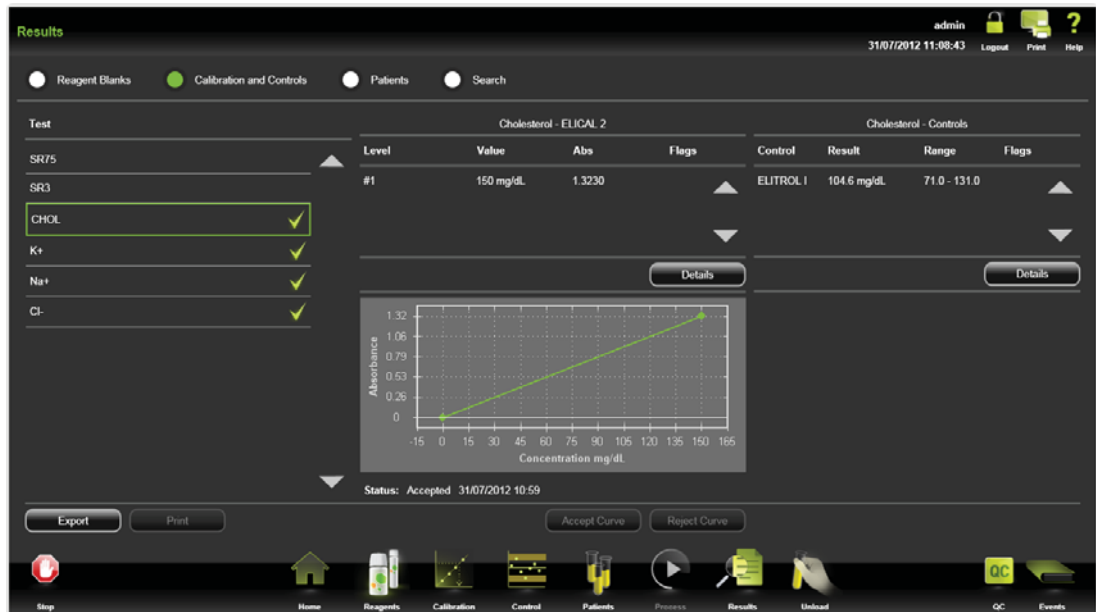 Results
admin
31/07/2012 11:08:43
Logout Print Help
?
Reagent Blanks Calibration and Controls Patients Search
Test
SR75
SR3
CHOL
K+
Na+
Cl-
Cholesterol - ELICAL 2
Level Value Abs Flags
#1 150 mg/dL 1.3230
Details
Cholesterol - Controls
Control Result Range Flags
ELITROL I 104.6 mg/dL 71.0 - 131.0
Details
Absorbance
1.32
1.06
0.79
0.53
0.26
0
-15 0 15 30 45 60 75 90 105 120 135 150 165
Concentration mg/dL
Status: Accepted 31/07/2012 10:59
Export Print Accept Curve Reject Curve
QC
Stop Home Reagents Calibration Control Patients Process Results Unload QC Events